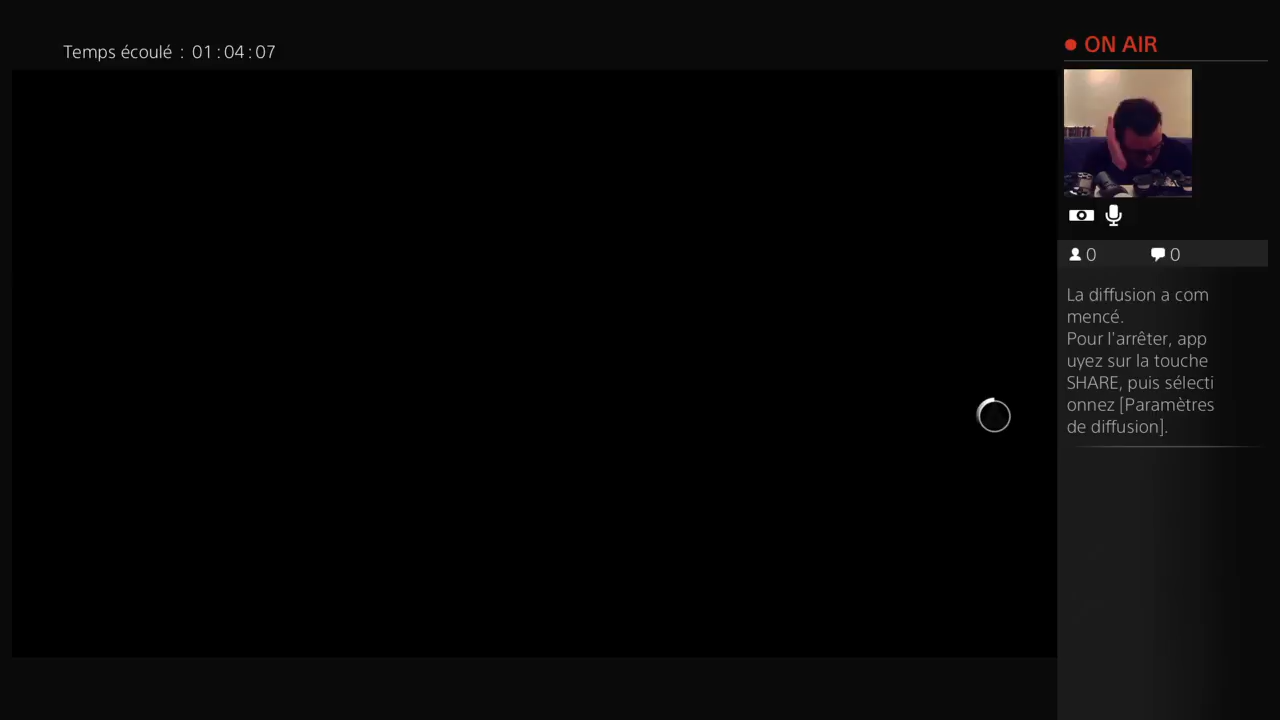 Temps écoulé : 01:04:07
ON AIR
0 0
La diffusion a com
mencé.
Pour l'arrêter, app
uyez sur la touche
SHARE, puis sélecti
onnez [Paramètres
de diffusion].